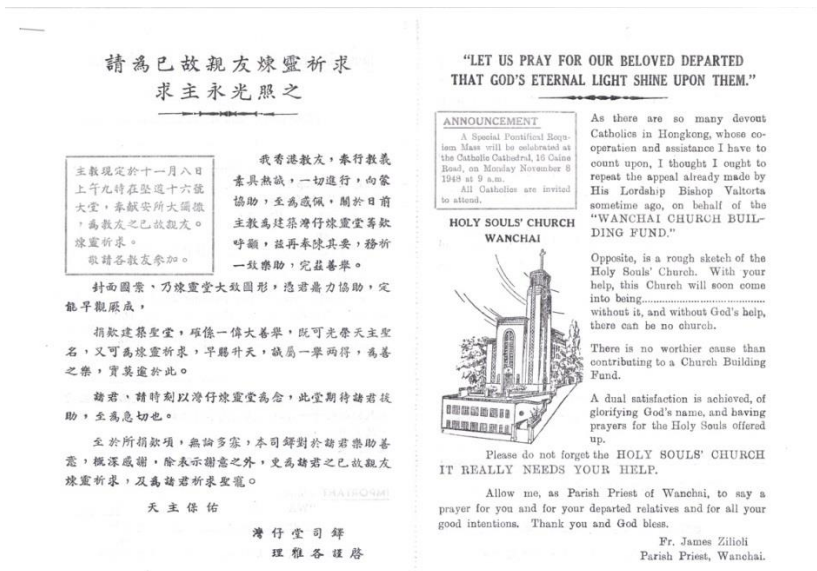 請為已故親友煉靈祈求
求主永光照之
主教現定於十一月八日
上午九時在堅道十六號
大堂，奉獻安所大彌撒
，為教友之已故親友。
煉靈祈求。
敬請各教友參加。
我香港教友，奉行教義
素具熱誠，一切進行，向蒙
協助，至為感佩，關於日前
主教為建築灣仔煉靈堂籌欵
呼籲，茲再奉陳其要，務祈
一致樂助，完茲善舉。
封面圖案、乃煉靈堂大致圖形，造君鼎力協助，定
能早觀厥成，
捐欵建築聖堂，確係一偉大善舉，既可光榮天主聖
名，又可為煉靈祈求，早賜升天，誠屬一舉兩得，為善
之樂，實莫逾於此。
諸君、請時刻以灣仔煉靈堂為念，此堂期待諸君援
助，至為急切也。
至於所捐欵項，無論多寡，本司鐸對於諸君樂助善
意，概深感謝，除表示謝意之外，更為諸君之已故親友
煉靈祈求，及為諸君祈求聖寵。
天主保佑
灣仔堂司鐸
理雅各謹啓
“LET US PRAY FOR OUR BELOVED DEPARTED
THAT GOD'S ETERNAL LIGHT SHINE UPON THEM.”
ANNOUNCEMENT
A Special Pontifical Requ-
iem Mass will be celebrated at
the Catholic Cathedral, 16 Caine
Road, on Monday November 8
1948 at 9 a.m.
All Catholics are invited
to attend.
HOLY SOULS' CHURCH
WANCHAI
As there are so many devout
Catholics in Hongkong, whose co-
operation and assistance I have to
count upon, I thought I ought to
repeat the appeal already made by
His Lordship Bishop Valtorta
sometime ago, on behalf of the
“WANCHAI CHURCH BUIL-
DING FUND.”
Opposite, is a rough sketch of the
Holy Souls' Church. With your
help, this Church will soon come
into being.......................................
without it, and without God's help,
there can be no church.
There is no worthier cause than
contributing to a Church Building
Fund.
A dual satisfaction is achieved, of
glorifying God's name, and having
prayers for the Holy Souls offered
up.
Please do not forget the HOLY SOULS' CHURCH
IT REALLY NEEDS YOUR HELP.
Allow me, as Parish Priest of Wanchai, to say a
prayer for you and for your departed relatives and for all your
good intentions. Thank you and God bless.
Fr. James Zilioli
Parish Priest, Wanchai.